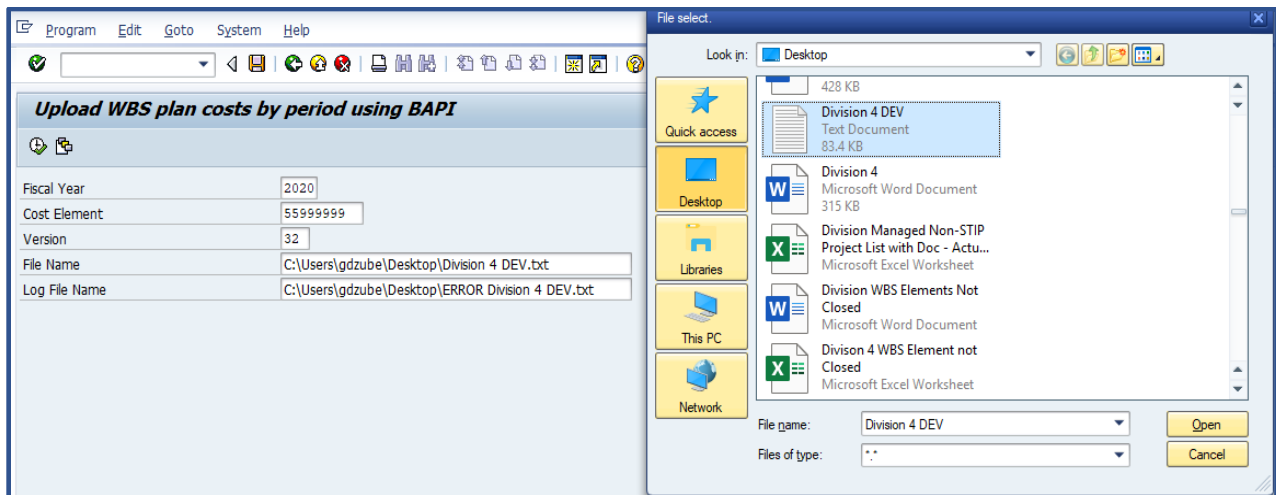 Program Edit Goto System Help
Upload WBS plan costs by period using BAPI
Fiscal Year 2020
Cost Element 55999999
Version 32
File Name C:\Users\gdzube\Desktop\Division 4 DEV.txt
Log File Name C:\Users\gdzube\Desktop\ERROR Division 4 DEV.txt
File select.
Look in: Desktop
Quick access
Desktop
Libraries
This PC
Network
428 KB
Division 4 DEV
Text Document
83.4 KB
Division 4
Microsoft Word Document
315 KB
Division Managed Non-STIP
Project List with Doc - Actu...
Microsoft Excel Worksheet
Division WBS Elements Not
Closed
Microsoft Word Document
Divison 4 WBS Element not
Closed
Microsoft Excel Worksheet
File name: Division 4 DEV Open
Files of type: *.* Cancel